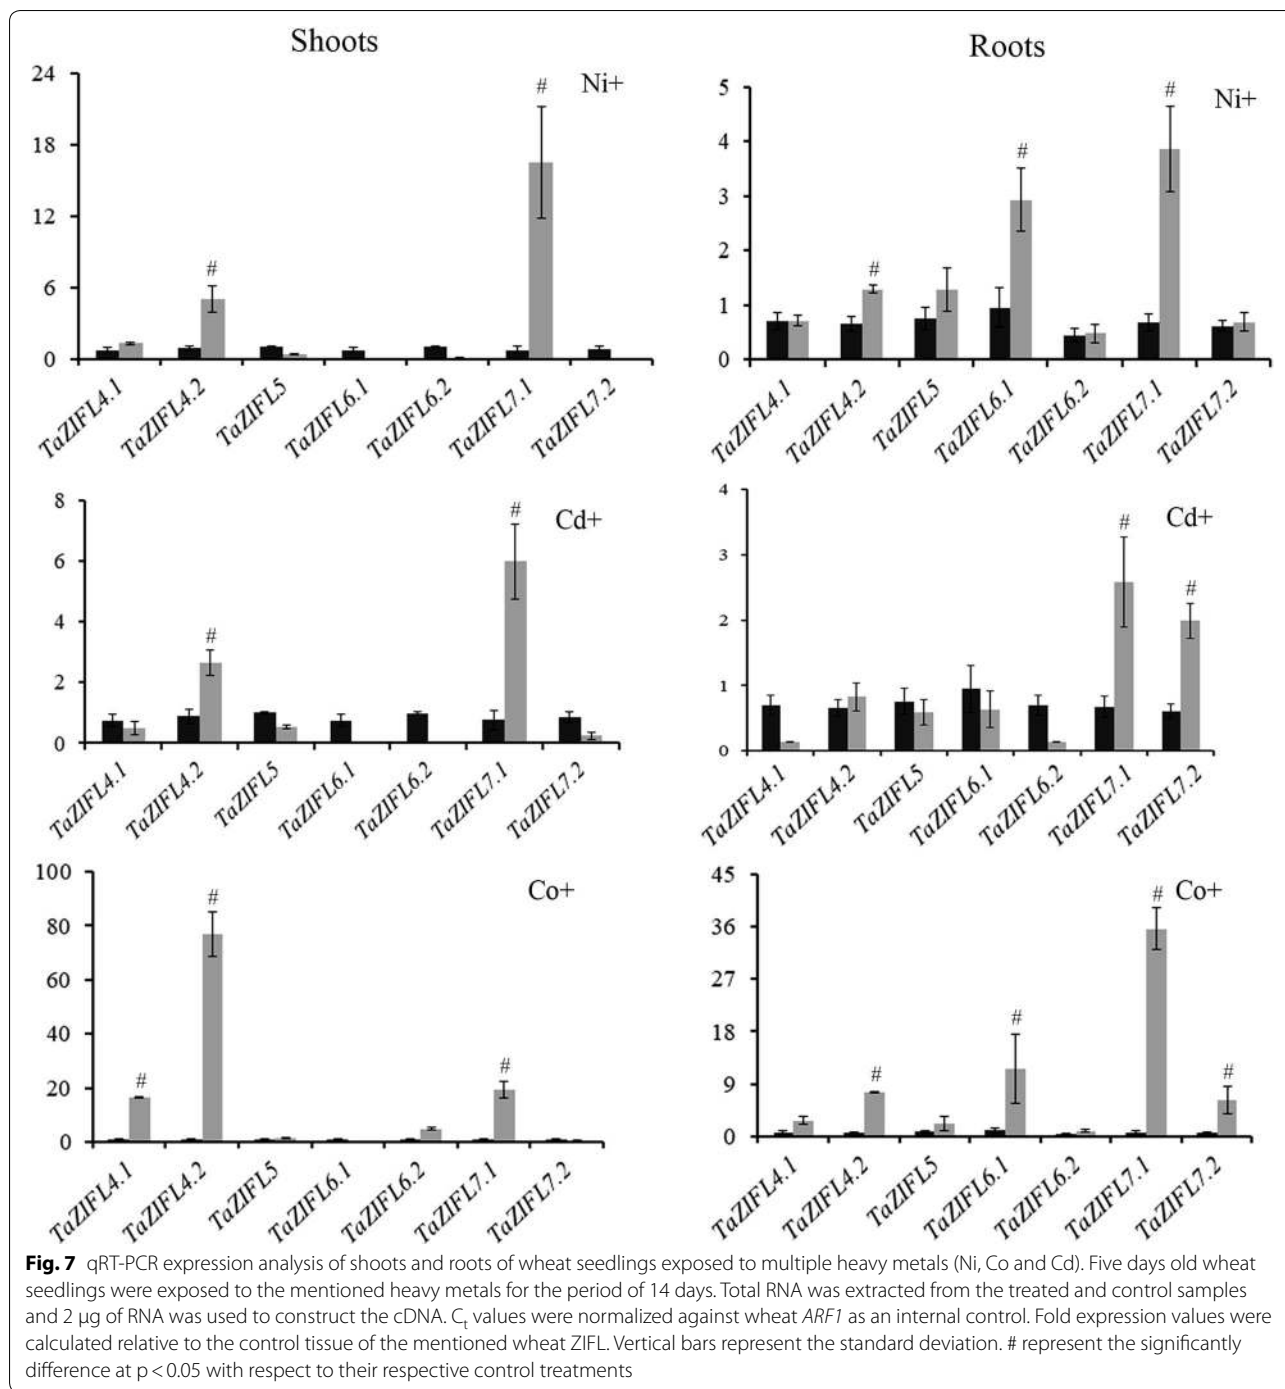 Shoots
24
18
12
6
0
Ni+
#
#
TaZIFL4.1
TaZIFL4.2
TaZIFL5
TaZIFL6.1
TaZIFL6.2
TaZIFL7.1
TaZIFL7.2
Roots
5
4
3
2
1
0
Ni+
#
#
#
TaZIFL4.1
TaZIFL4.2
TaZIFL5
TaZIFL6.1
TaZIFL6.2
TaZIFL7.1
TaZIFL7.2
8
6
4
2
0
Cd+
#
#
TaZIFL4.1
TaZIFL4.2
TaZIFL5
TaZIFL6.1
TaZIFL6.2
TaZIFL7.1
TaZIFL7.2
4
3
2
1
0
Cd+
#
#
TaZIFL4.1
TaZIFL4.2
TaZIFL5
TaZIFL6.1
TaZIFL6.2
TaZIFL7.1
TaZIFL7.2
100
80
60
40
20
0
Co+
#
#
#
TaZIFL4.1
TaZIFL4.2
TaZIFL5
TaZIFL6.1
TaZIFL6.2
TaZIFL7.1
TaZIFL7.2
45
36
27
18
9
0
Co+
#
#
#
#
TaZIFL4.1
TaZIFL4.2
TaZIFL5
TaZIFL6.1
TaZIFL6.2
TaZIFL7.1
TaZIFL7.2
Fig. 7 qRT-PCR expression analysis of shoots and roots of wheat seedlings exposed to multiple heavy metals (Ni, Co and Cd). Five days old wheat
seedlings were exposed to the mentioned heavy metals for the period of 14 days. Total RNA was extracted from the treated and control samples
and 2 µg of RNA was used to construct the cDNA. Ct values were normalized against wheat ARF1 as an internal control. Fold expression values were
calculated relative to the control tissue of the mentioned wheat ZIFL. Vertical bars represent the standard deviation. # represent the significantly
difference at p < 0.05 with respect to their respective control treatments